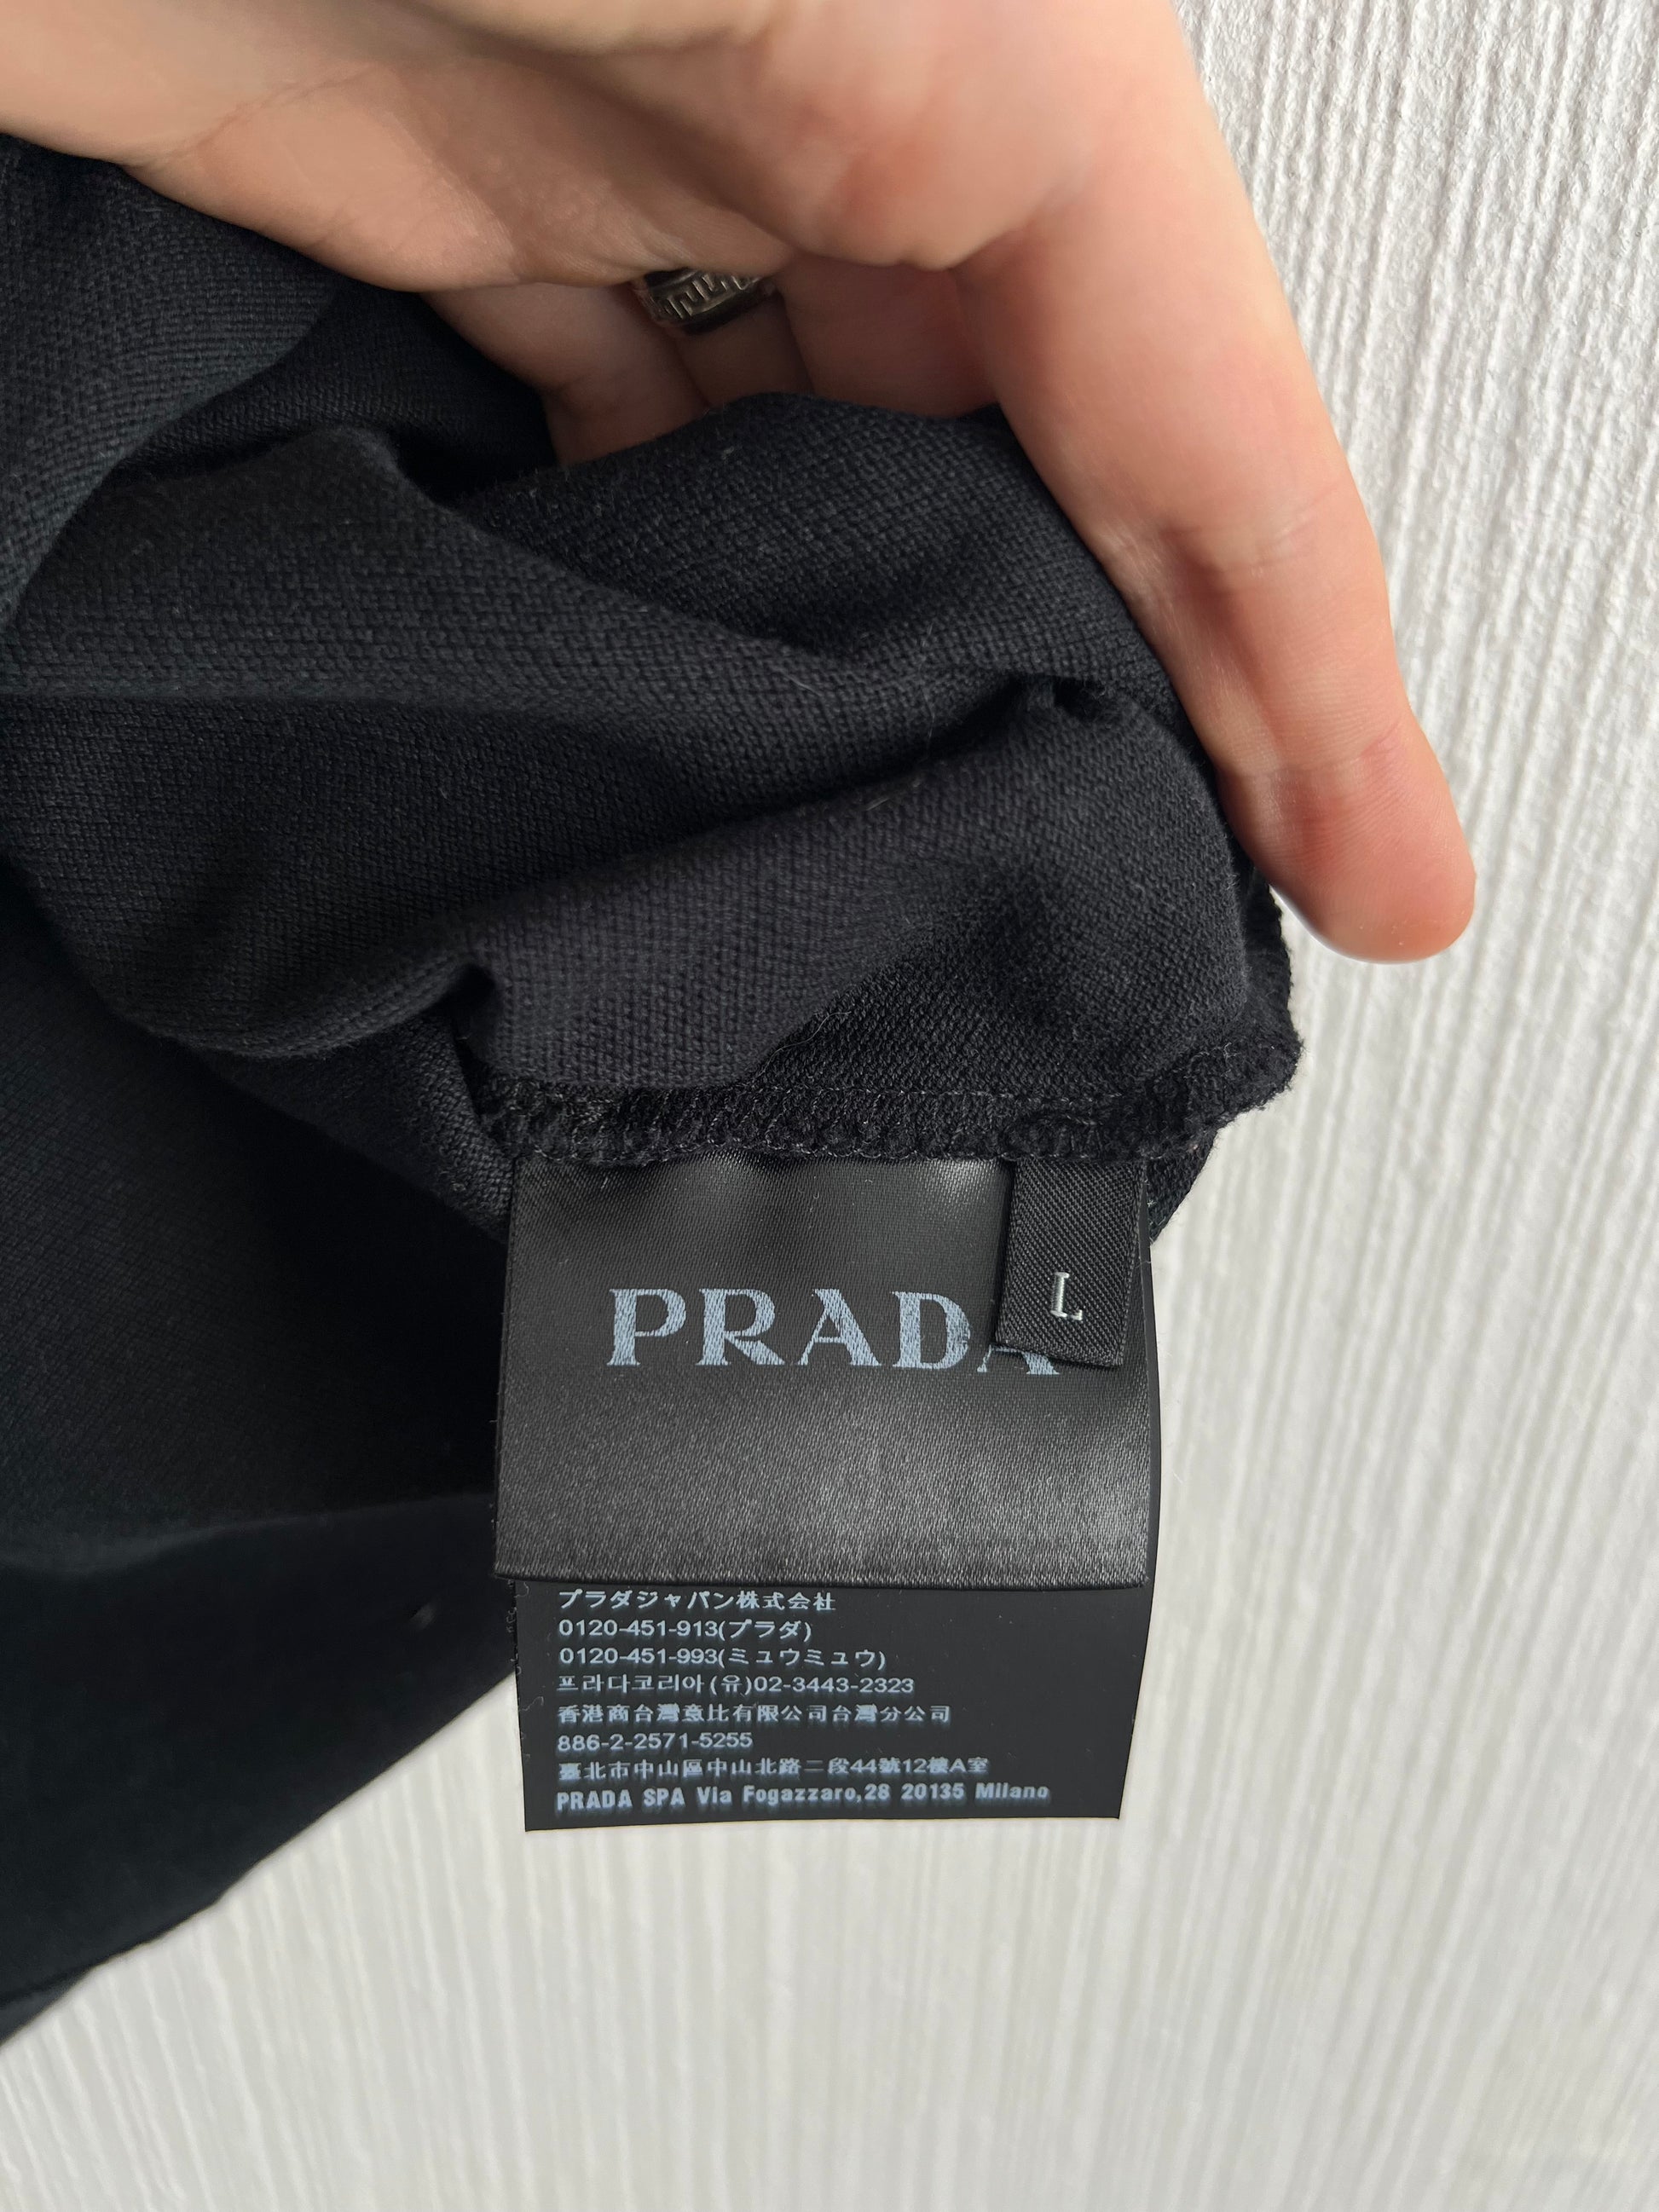 PRADA
L
プラダジャパン株式会社
0120-451-913(プラダ)
0120-451-993(ミュウミュウ)
프라다코리아(유)02-3443-2323
香港商台灣意比有限公司台灣分公司
886-2-2571-5255
臺北市中山區中山北路二段44號12樓A室
PRADA SPA Via Fogazzaro,28 20135 Milano